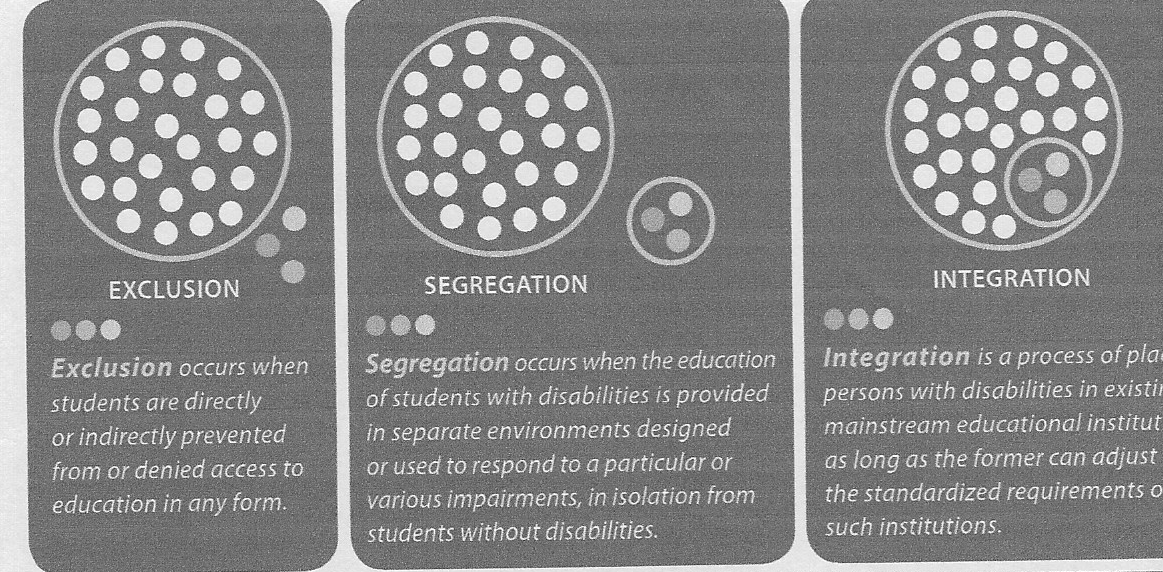 EXCLUSION
Exclusion occurs when
students are directly
or indirectly prevented
from or denied access to
education in any form.
SEGREGATION
Segregation occurs when the education
of students with disabilities is provided
in separate environments designed
or used to respond to a particular or
various impairments, in isolation from
students without disabilities.
INTEGRATION
Integration is a process of
persons with disabilities in
mainstream educational
as long as the former can adjust
the standardized requirements
such institutions.